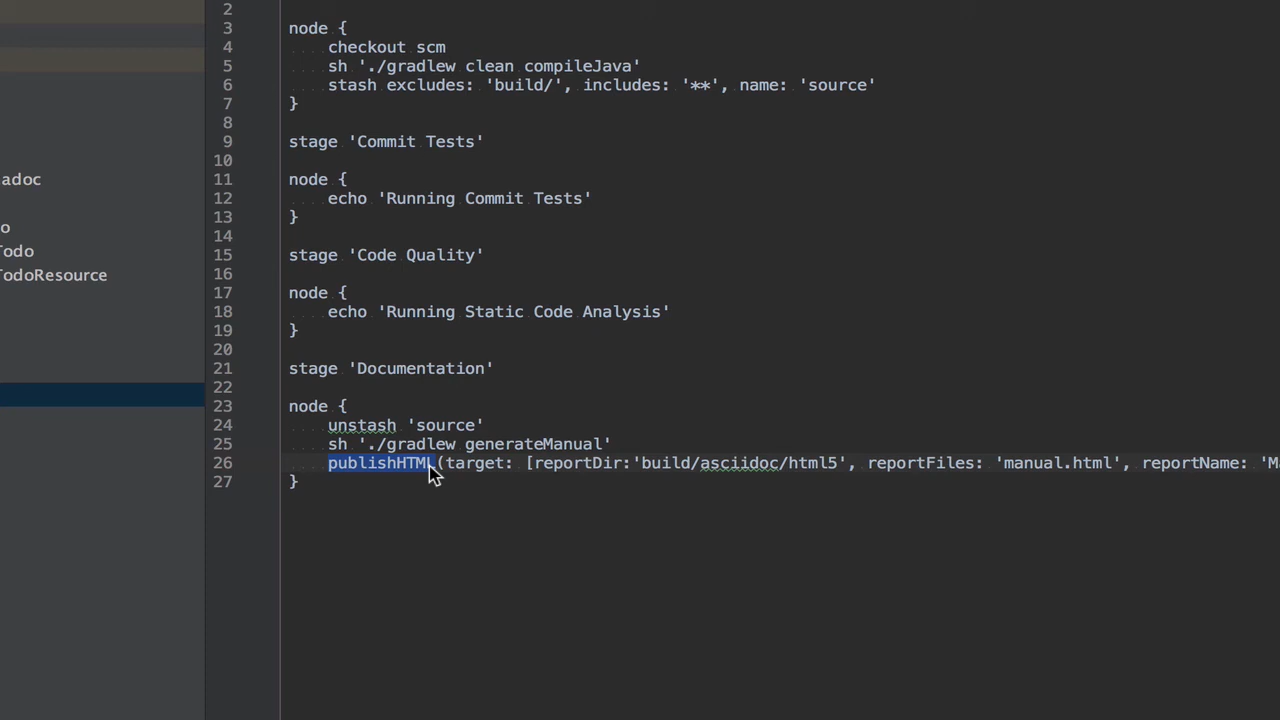 adoc
o
Todo
TodoResource
2
3 node {
4 checkout scm
5 sh './gradlew clean compileJava'
6 stash excludes: 'build/', includes: '**', name: 'source'
7 }
8
9 stage 'Commit Tests'
10
11 node {
12 echo 'Running Commit Tests'
13 }
14
15 stage 'Code Quality'
16
17 node {
18 echo 'Running Static Code Analysis'
19 }
20
21 stage 'Documentation'
22
23 node {
24 unstash 'source'
25 sh './gradlew generateManual'
26 publishHTML(target: [reportDir:'build/asciidoc/html5', reportFiles: 'manual.html', reportName: 'M
27 }